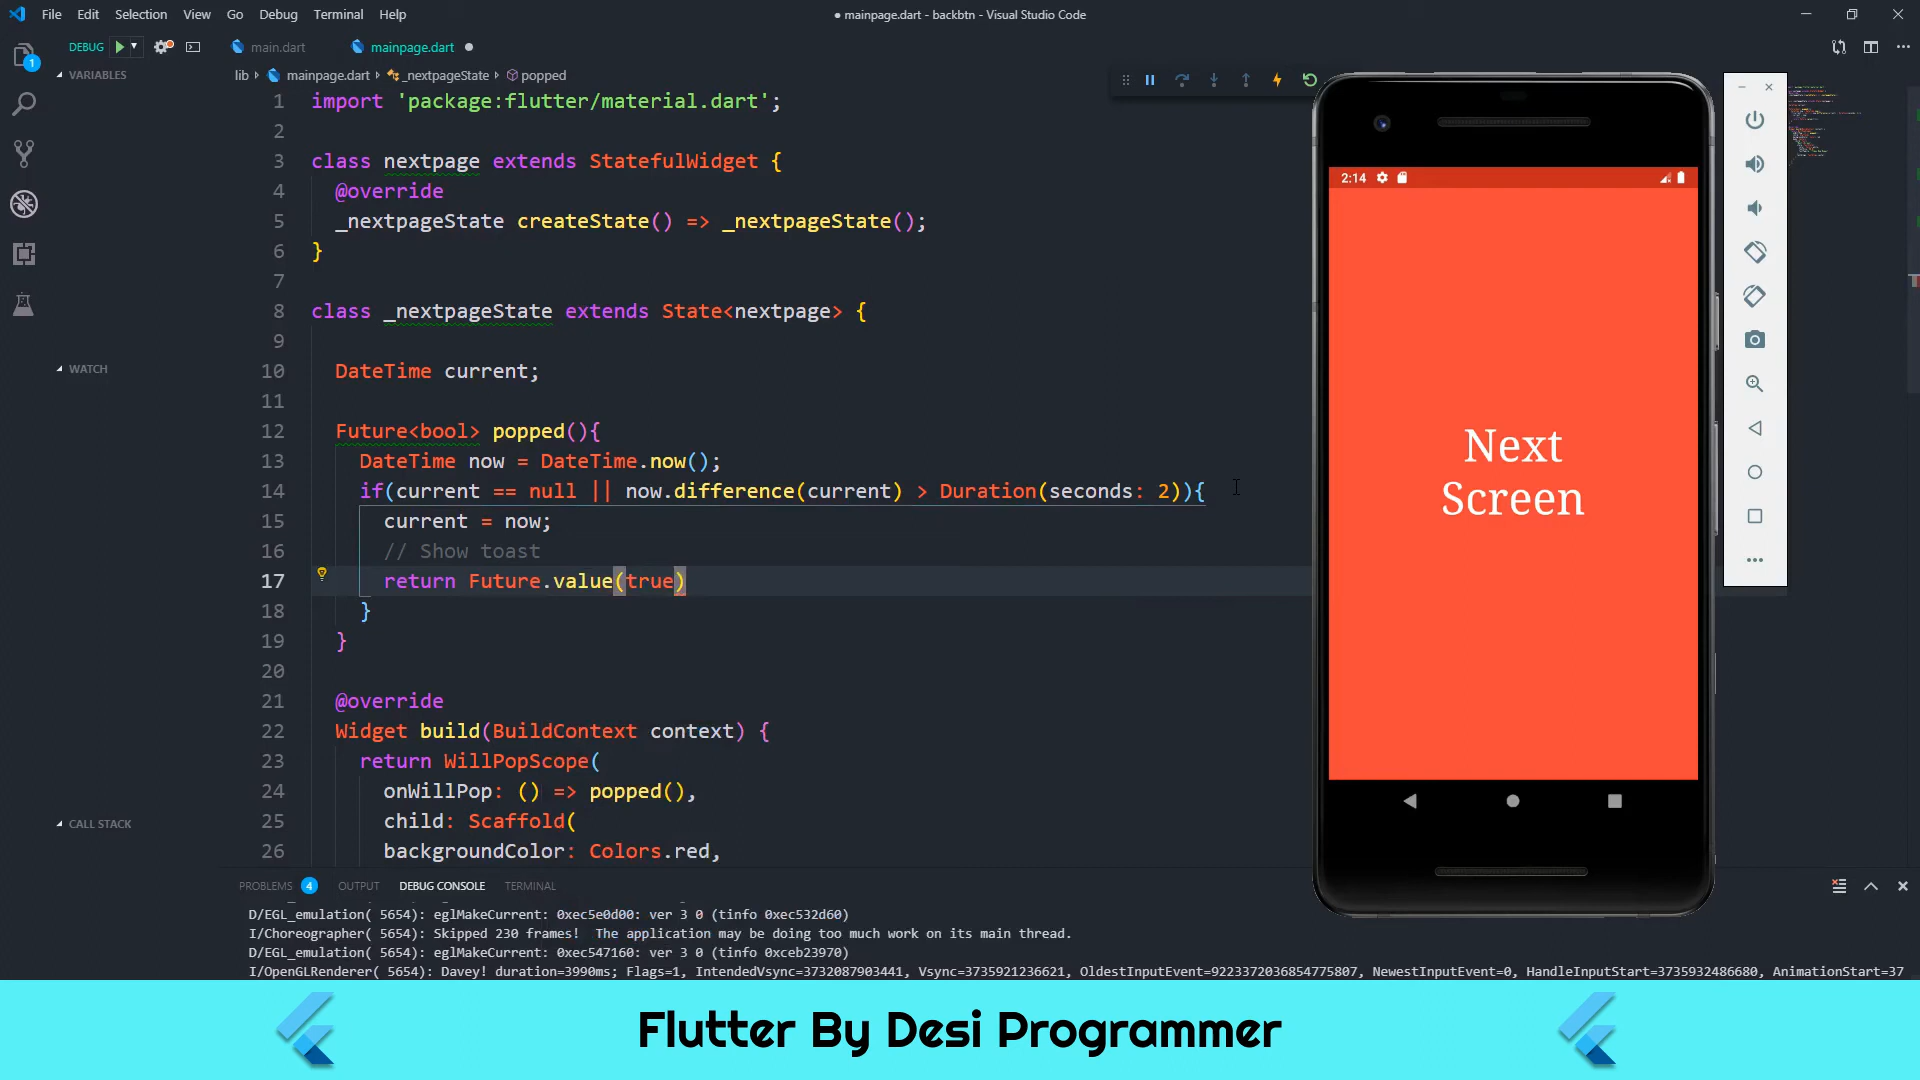 File Edit Selection View Go Debug Terminal Help
● mainpage.dart - backbtn - Visual Studio Code
DEBUG
main.dart
mainpage.dart
1
VARIABLES
lib
mainpage.dart
_nextpageState
popped
1 import 'package:flutter/material.dart';
2
3 class nextpage extends StatefulWidget {
4 @override
5 _nextpageState createState() => _nextpageState();
6 }
7
8 class _nextpageState extends State<nextpage> {
9
10 DateTime current;
11
12 Future<bool> popped(){
13 DateTime now = DateTime.now();
14 if(current == null || now.difference(current) > Duration(seconds: 2)){
15 current = now;
16 // Show toast
17 return Future.value(true)
18 }
19 }
20
21 @override
22 Widget build(BuildContext context) {
23 return WillPopScope(
24 onWillPop: () => popped(),
25 child: Scaffold(
26 backgroundColor: Colors.red,
WATCH
CALL STACK
2:14
Next
Screen
PROBLEMS 4 OUTPUT DEBUG CONSOLE TERMINAL
D/EGL_emulation( 5654): eglMakeCurrent: 0xec5e0d00: ver 3 0 (tinfo 0xec532d60)
I/Choreographer( 5654): Skipped 230 frames!  The application may be doing too much work on its main thread.
D/EGL_emulation( 5654): eglMakeCurrent: 0xec547160: ver 3 0 (tinfo 0xceb23970)
I/OpenGLRenderer( 5654): Davey! duration=3990ms; Flags=1, IntendedVsync=3732087903441, Vsync=3735921236621, OldestInputEvent=9223372036854775807, NewestInputEvent=0, HandleInputStart=3735932486680, AnimationStart=37
Flutter By Desi Programmer